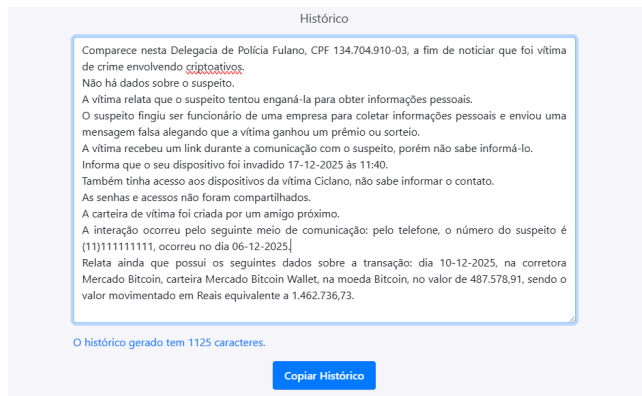 Histórico
Comparece nesta Delegacia de Polícia Fulano, CPF 134.704.910-03, a fim de noticiar que foi vítima
de crime envolvendo criptoativos.
Não há dados sobre o suspeito.
A vítima relata que o suspeito tentou enganá-la para obter informações pessoais.
O suspeito fingiu ser funcionário de uma empresa para coletar informações pessoais e enviou uma
mensagem falsa alegando que a vítima ganhou um prêmio ou sorteio.
A vítima recebeu um link durante a comunicação com o suspeito, porém não sabe informá-lo.
Informa que o seu dispositivo foi invadido 17-12-2025 às 11:40.
Também tinha acesso aos dispositivos da vítima Ciclano, não sabe informar o contato.
As senhas e acessos não foram compartilhados.
A carteira de vítima foi criada por um amigo próximo.
A interação ocorreu pelo seguinte meio de comunicação: pelo telefone, o número do suspeito é
(11)111111111, ocorreu no dia 06-12-2025.
Relata ainda que possui os seguintes dados sobre a transação: dia 10-12-2025, na corretora
Mercado Bitcoin, carteira Mercado Bitcoin Wallet, na moeda Bitcoin, no valor de 487.578,91, sendo o
valor movimentado em Reais equivalente a 1.462.736,73.
O histórico gerado tem 1125 caracteres.
Copiar Histórico